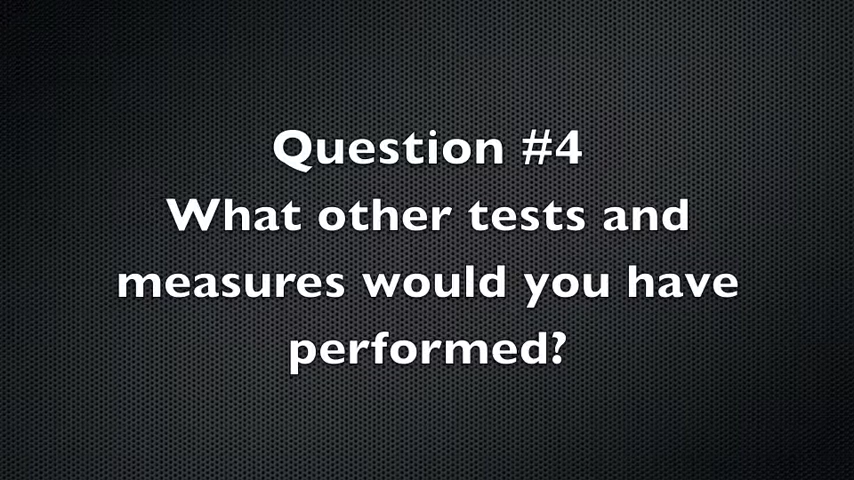 Question #4
What other tests and
measures would you have
performed?